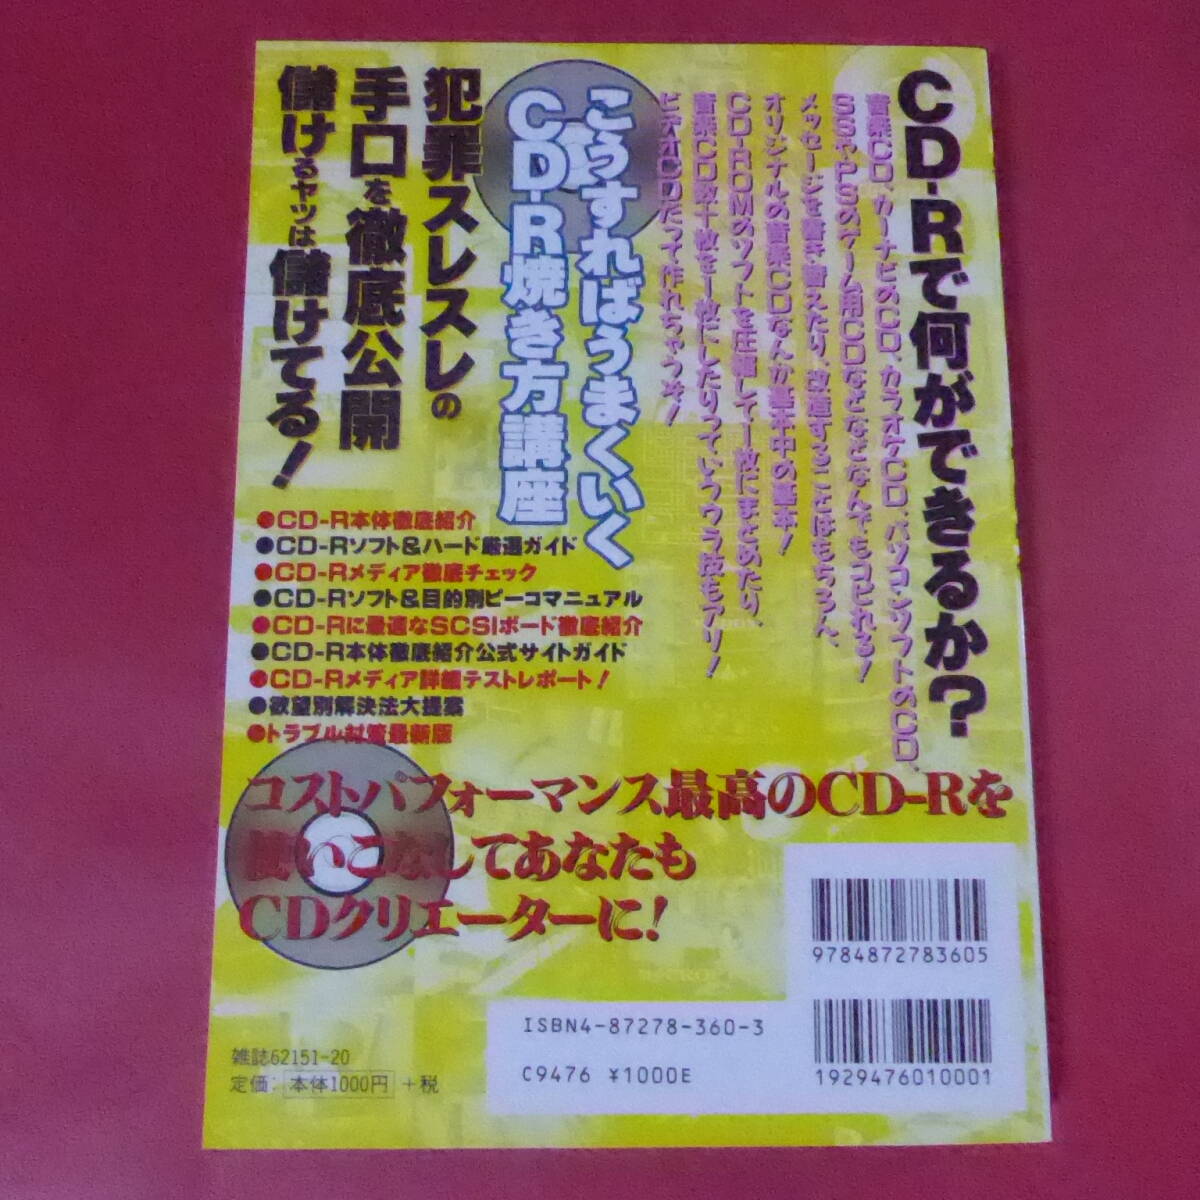 CD-Rで何ができるか?
音楽CD、カーナビのCD、カラオケCD、パソコンソフトのCD、
SSやPSのゲーム用CDなどなどなんでもコピれる!
メッセージを書き替えたり、改造することはもちろん、
オリジナルの音楽CDなんか基本中の基本!
CD-ROMのソフトを圧縮して1枚にまとめたり、
音楽CD数十枚を1枚にしたりっていうウラ技もアリ!
ビデオCDだって作れちゃうぞ!
こうすればうまくいく
CD-R焼き方講座
犯罪スレスレの
手口を徹底公開
儲けるヤツは儲けてる!
●CD-R本体徹底紹介
●CD-Rソフト&ハード厳選ガイド
●CD-Rメディア徹底チェック
●CD-Rソフト&目的別ピーコマニュアル
●CD-Rに最適なSCSIボード徹底紹介
●CD-R本体徹底紹介公式サイトガイド
●CD-Rメディア詳細テストレポート!
●欲望別解決法大提案
●トラブル対策最新版
コストパフォーマンス最高のCD-Rを
使いこなしてあなたも
CDクリエーターに!
9784872783605
ISBN4-87278-360-3
C9476 ¥1000E
1929476010001
雑誌62151-20
定価: 本体1000円 +税